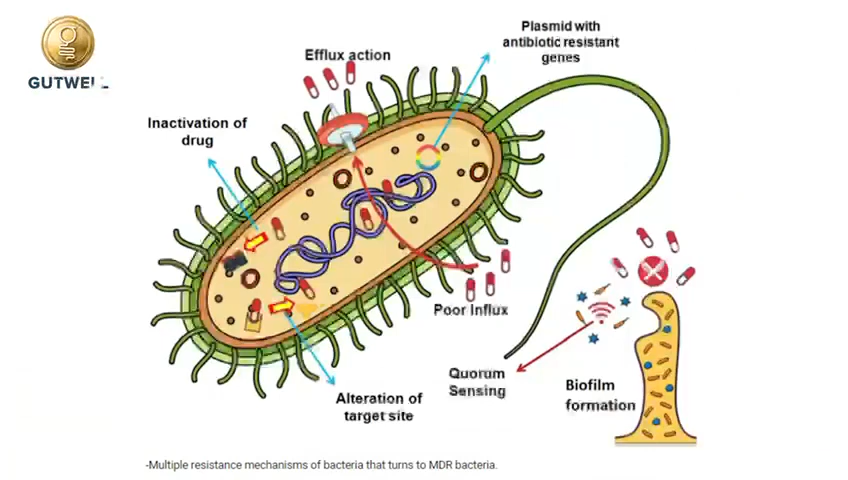 Plasmid with
antibiotic resistant
genes
Efflux action
GUTWELL
Inactivation of
drug
Poor Influx
Quorum
Sensing
Biofilm
formation
Alteration of
target site
-Multiple resistance mechanisms of bacteria that turns to MDR bacteria.